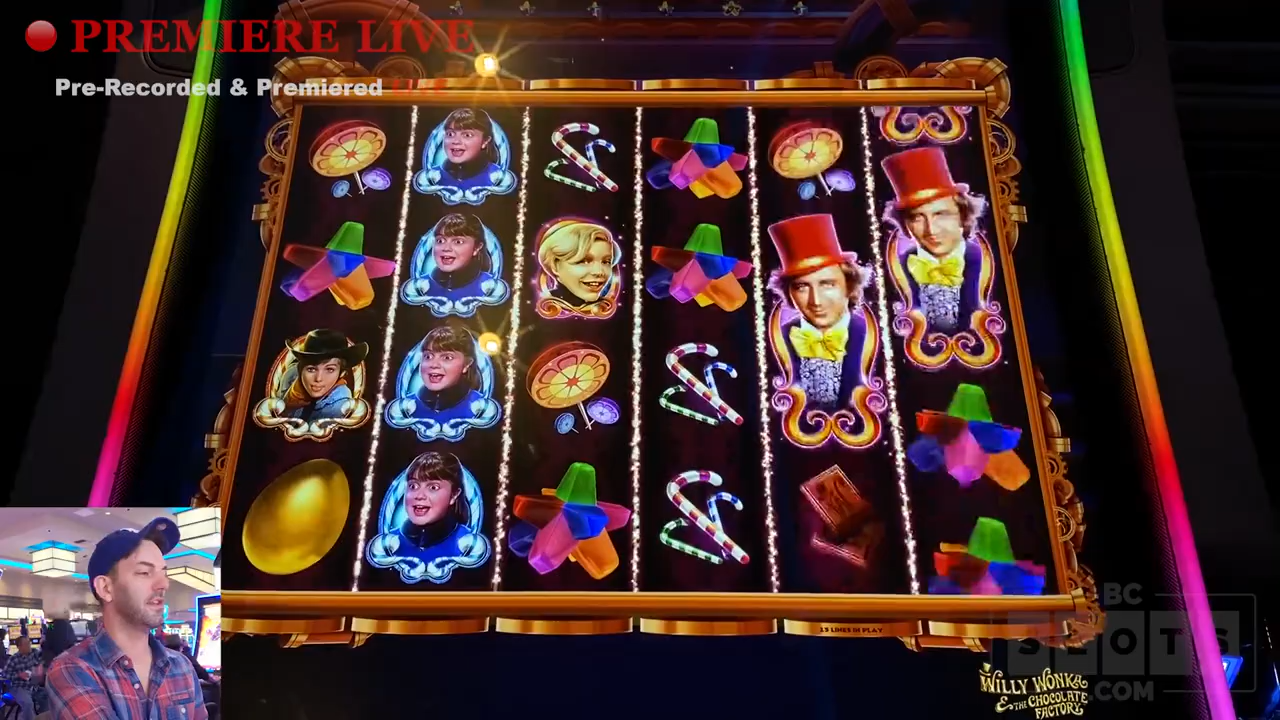 PREMIERE LIVE
Pre-Recorded & Premiered LIVE
15 LINES IN PLAY
BC
SLOTS
.COM
WILLY WONKA
& THE CHOCOLATE
FACTORY